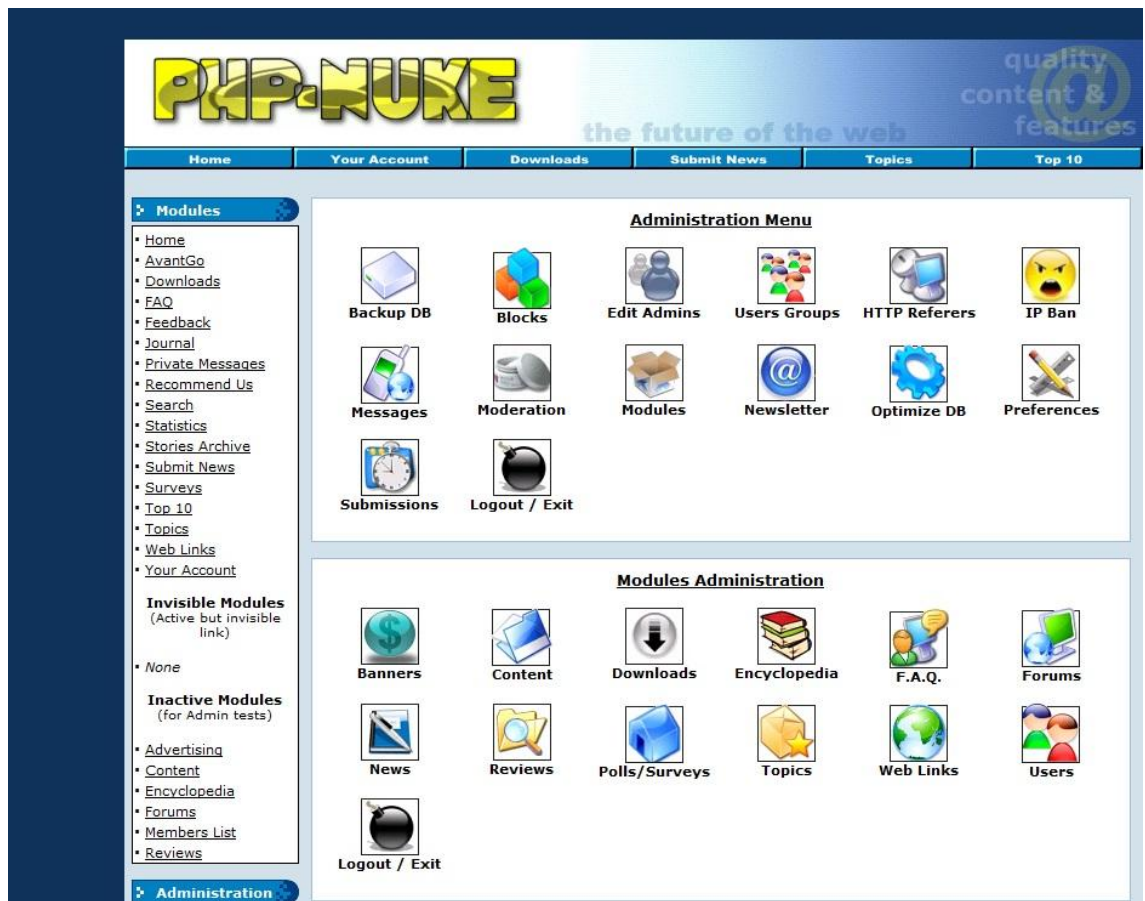 PHP-NUKE
quality
content &
features
the future of the web
Home Your Account Downloads Submit News Topics Top 10
Modules
Home
AvantGo
Downloads
FAQ
Feedback
Journal
Private Messages
Recommend Us
Search
Statistics
Stories Archive
Submit News
Surveys
Top 10
Topics
Web Links
Your Account
Invisible Modules
(Active but invisible
link)
None
Inactive Modules
(for Admin tests)
Advertising
Content
Encyclopedia
Forums
Members List
Reviews
Administration
Administration Menu
Backup DB Blocks Edit Admins Users Groups HTTP Referers IP Ban
Messages Moderation Modules Newsletter Optimize DB Preferences
Submissions Logout / Exit
Modules Administration
Banners Content Downloads Encyclopedia F.A.Q. Forums
News Reviews Polls/Surveys Topics Web Links Users
Logout / Exit